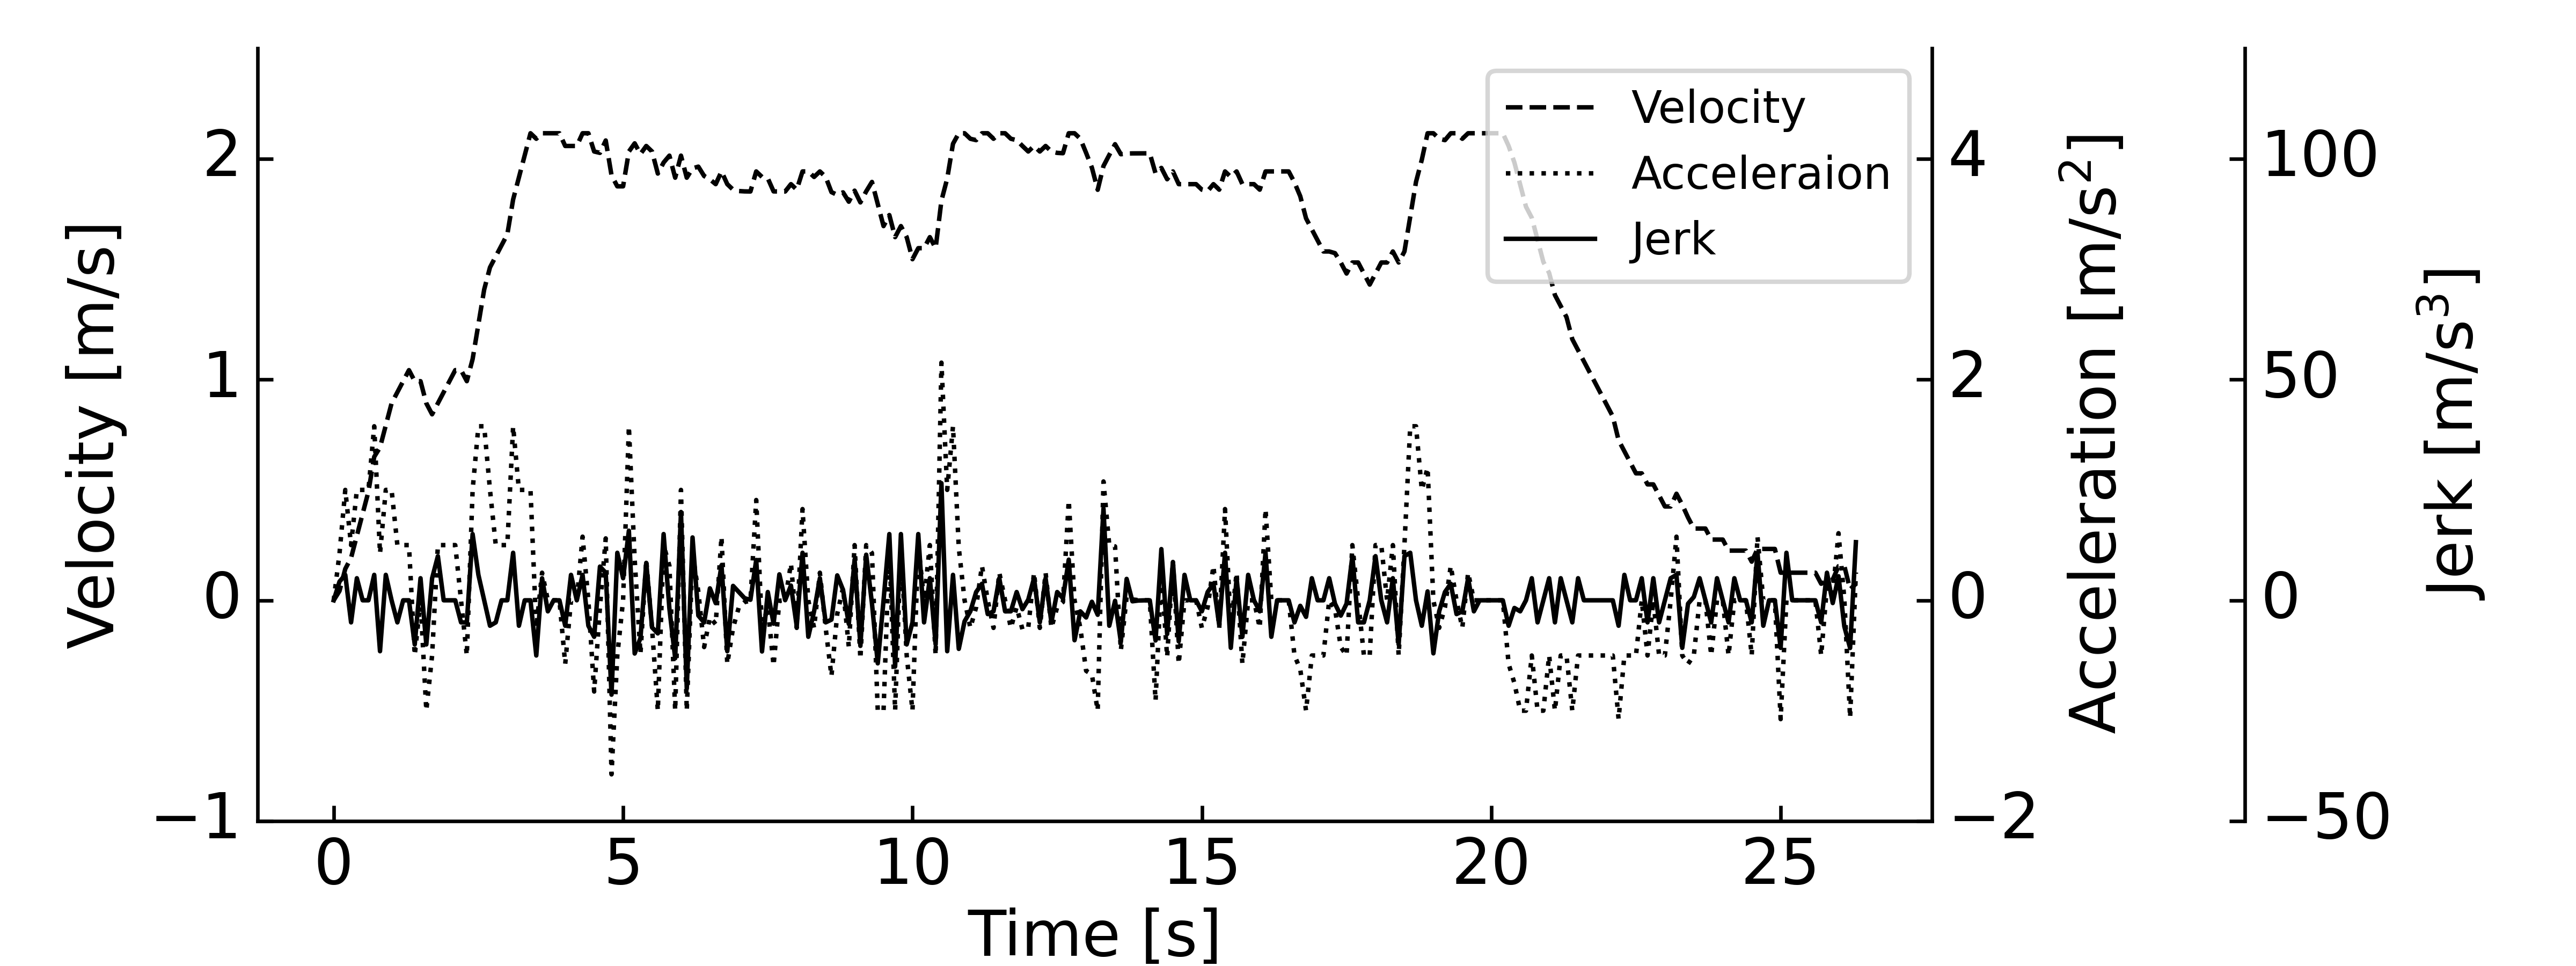 Velocity [m/s]
2
1
0
−1
Velocity
Acceleraion
Jerk
4
2
0
−2
Acceleration [m/s²]
100
50
0
−50
Jerk [m/s³]
0 5 10 15 20 25
Time [s]